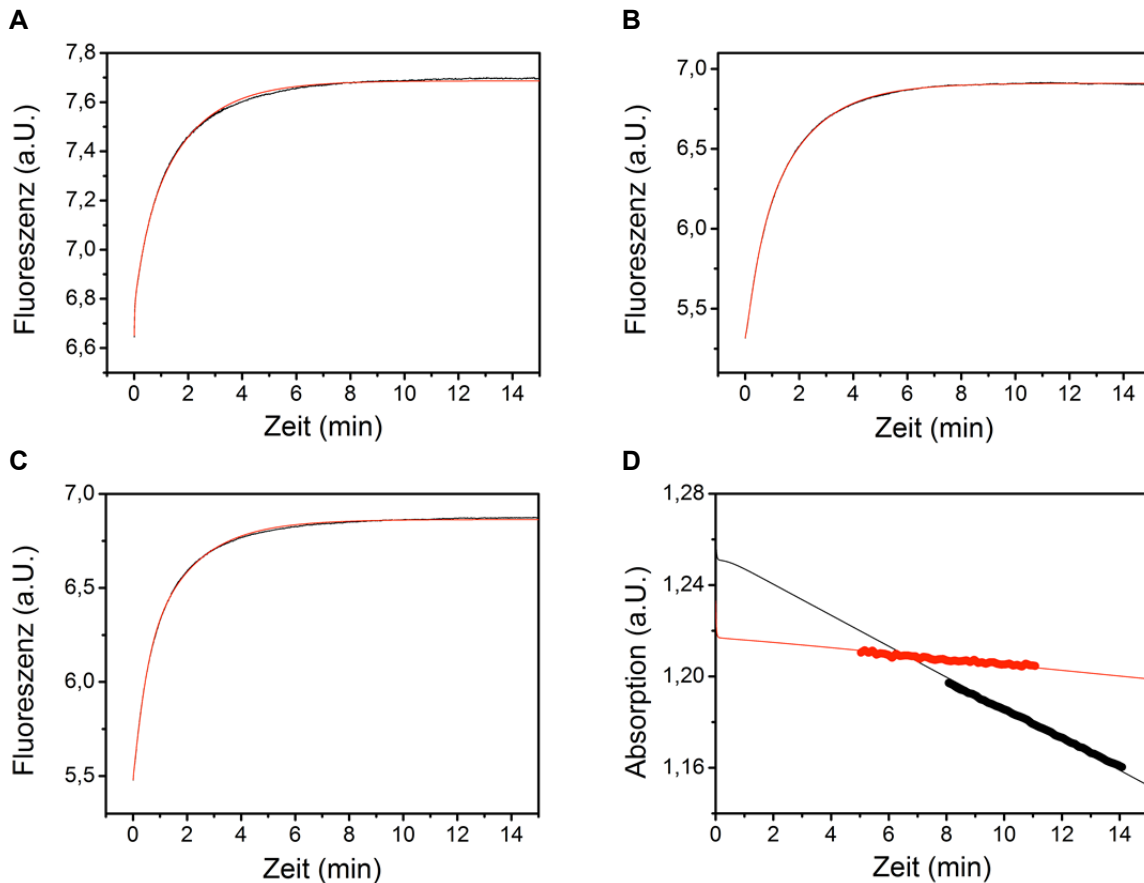 A
7,8
7,6
7,4
7,2
7,0
6,8
6,6
Fluoreszenz (a.U.)
0 2 4 6 8 10 12 14
Zeit (min)
B
7,0
6,5
6,0
5,5
Fluoreszenz (a.U.)
0 2 4 6 8 10 12 14
Zeit (min)
C
7,0
6,5
6,0
5,5
Fluoreszenz (a.U.)
0 2 4 6 8 10 12 14
Zeit (min)
D
1,28
1,24
1,20
1,16
Absorption (a.U.)
0 2 4 6 8 10 12 14
Zeit (min)